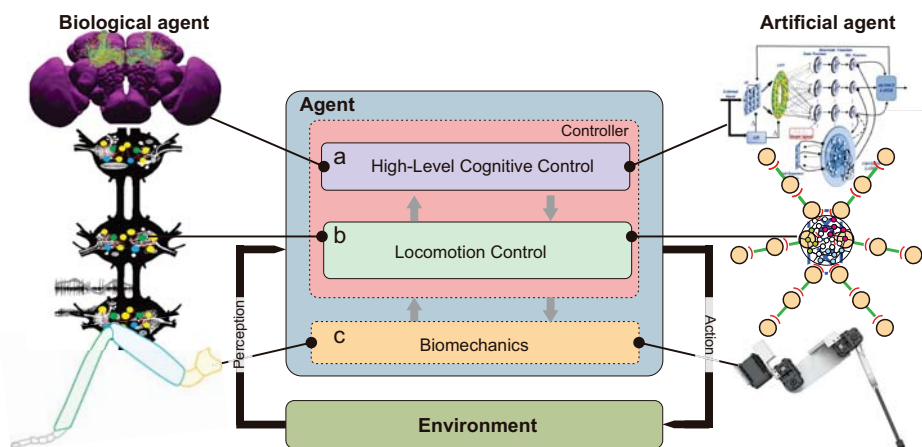 Biological agent
Artificial agent
Agent
Controller
a
High-Level Cognitive Control
b
Locomotion Control
Perception
Action
c
Biomechanics
Environment